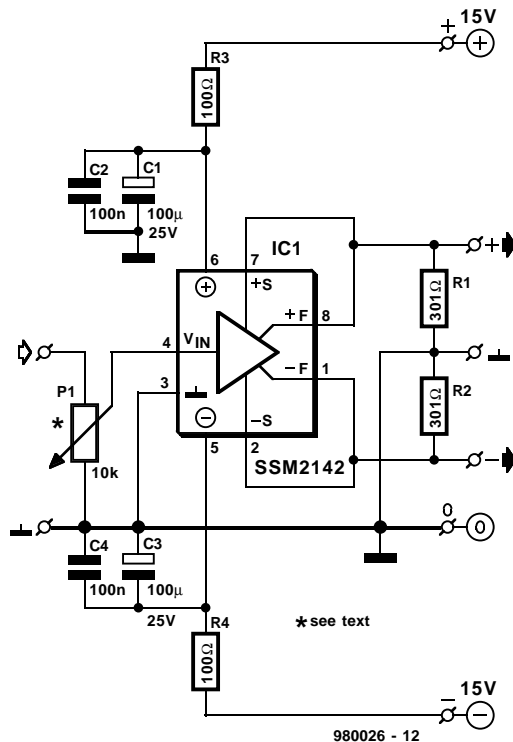 + 15V
+
R3
100Ω
C2
C1
100n
100µ
25V
6
7
IC1
+
+S
+
+F
8
R1
301Ω
4
VIN
P1
*
3
−F
1
−
−S
R2
301Ω
10k
5
2
SSM2142
−
0
0
C4
C3
100n
100µ
25V
R4
* see text
100Ω
− 15V
−
980026 - 12